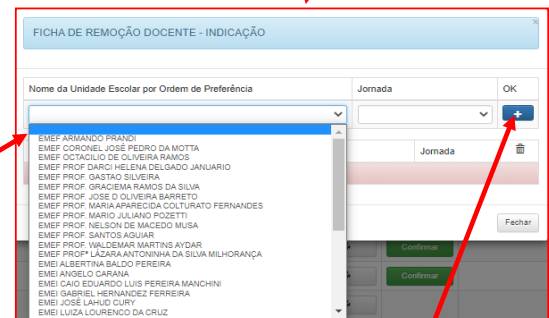 FICHA DE REMOÇÃO DOCENTE - INDICAÇÃO
×
Nome da Unidade Escolar por Ordem de Preferência Jornada OK
+
Jornada
EMEF ARMANDO PRANDI
EMEF CORONEL JOSÉ PEDRO DA MOTTA
EMEF OCTACILIO DE OLIVEIRA RAMOS
EMEF PROF DARCI HELENA DELGADO JANUARIO
EMEF PROF. GASTAO SILVEIRA
EMEF PROF. GRACIEMA RAMOS DA SILVA
EMEF PROF. JOSE D OLIVEIRA BARRETO
EMEF PROF. MARIA APARECIDA COLTURATO FERNANDES
EMEF PROF. MARIO JULIANO POZETTI
EMEF PROF. NELSON DE MACEDO MUSA
EMEF PROF. SANTOS AGUIAR
EMEF PROF. WALDEMAR MARTINS AYDAR
EMEF PROFª LÁZARA ANTONINHA DA SILVA MILHORANÇA
EMEI ALBERTINA BALDO PEREIRA
EMEI ANGELO CARANA
EMEI CAIO EDUARDO LUIS PEREIRA MANCHINI
EMEI GABRIEL HERNANDEZ FERREIRA
EMEI JOSÉ LAHUD CURY
EMEI LUIZA LOURENCO DA CRUZ
Fechar
Confirmar
Confirmar